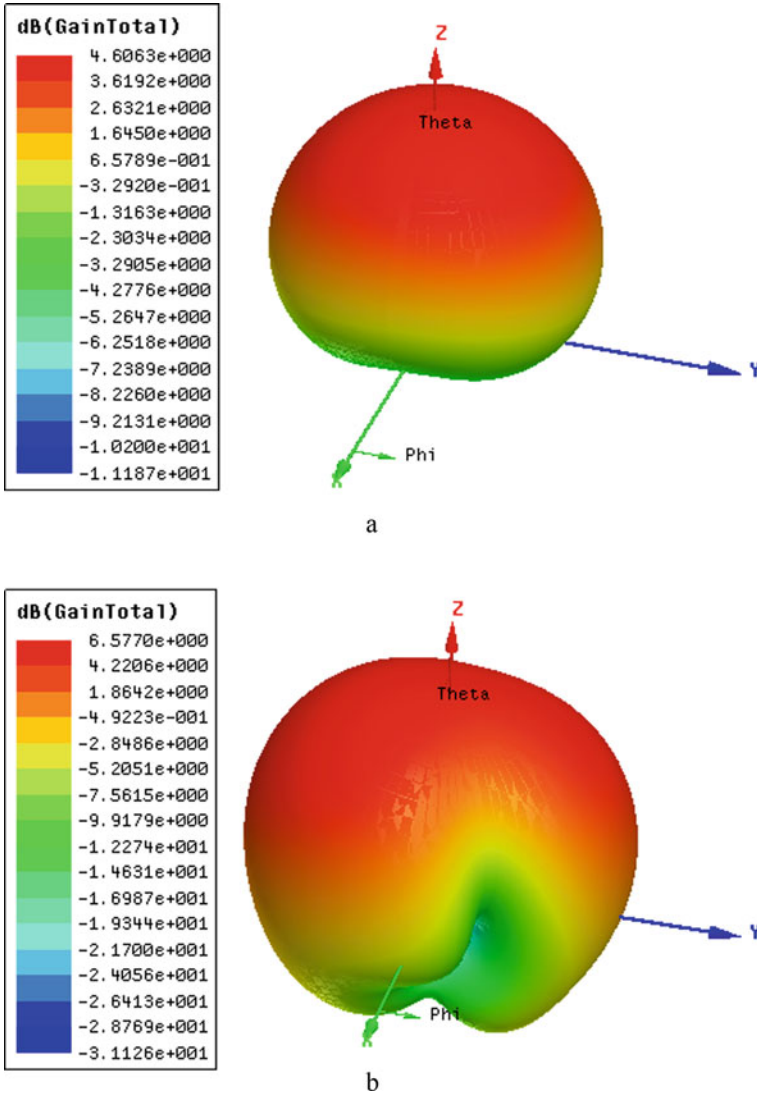 dB(GainTotal)
4.6063e+000
3.6192e+000
2.6321e+000
1.6450e+000
6.5789e-001
-3.2920e-001
-1.3163e+000
-2.3034e+000
-3.2905e+000
-4.2776e+000
-5.2647e+000
-6.2518e+000
-7.2389e+000
-8.2260e+000
-9.2131e+000
-1.0200e+001
-1.1187e+001
Z
Theta
Y
Phi
X
a
dB(GainTotal)
6.5770e+000
4.2206e+000
1.8642e+000
-4.9223e-001
-2.8486e+000
-5.2051e+000
-7.5615e+000
-9.9179e+000
-1.2274e+001
-1.4631e+001
-1.6987e+001
-1.9344e+001
-2.1700e+001
-2.4056e+001
-2.6413e+001
-2.8769e+001
-3.1126e+001
Z
Theta
Y
Phi
X
b